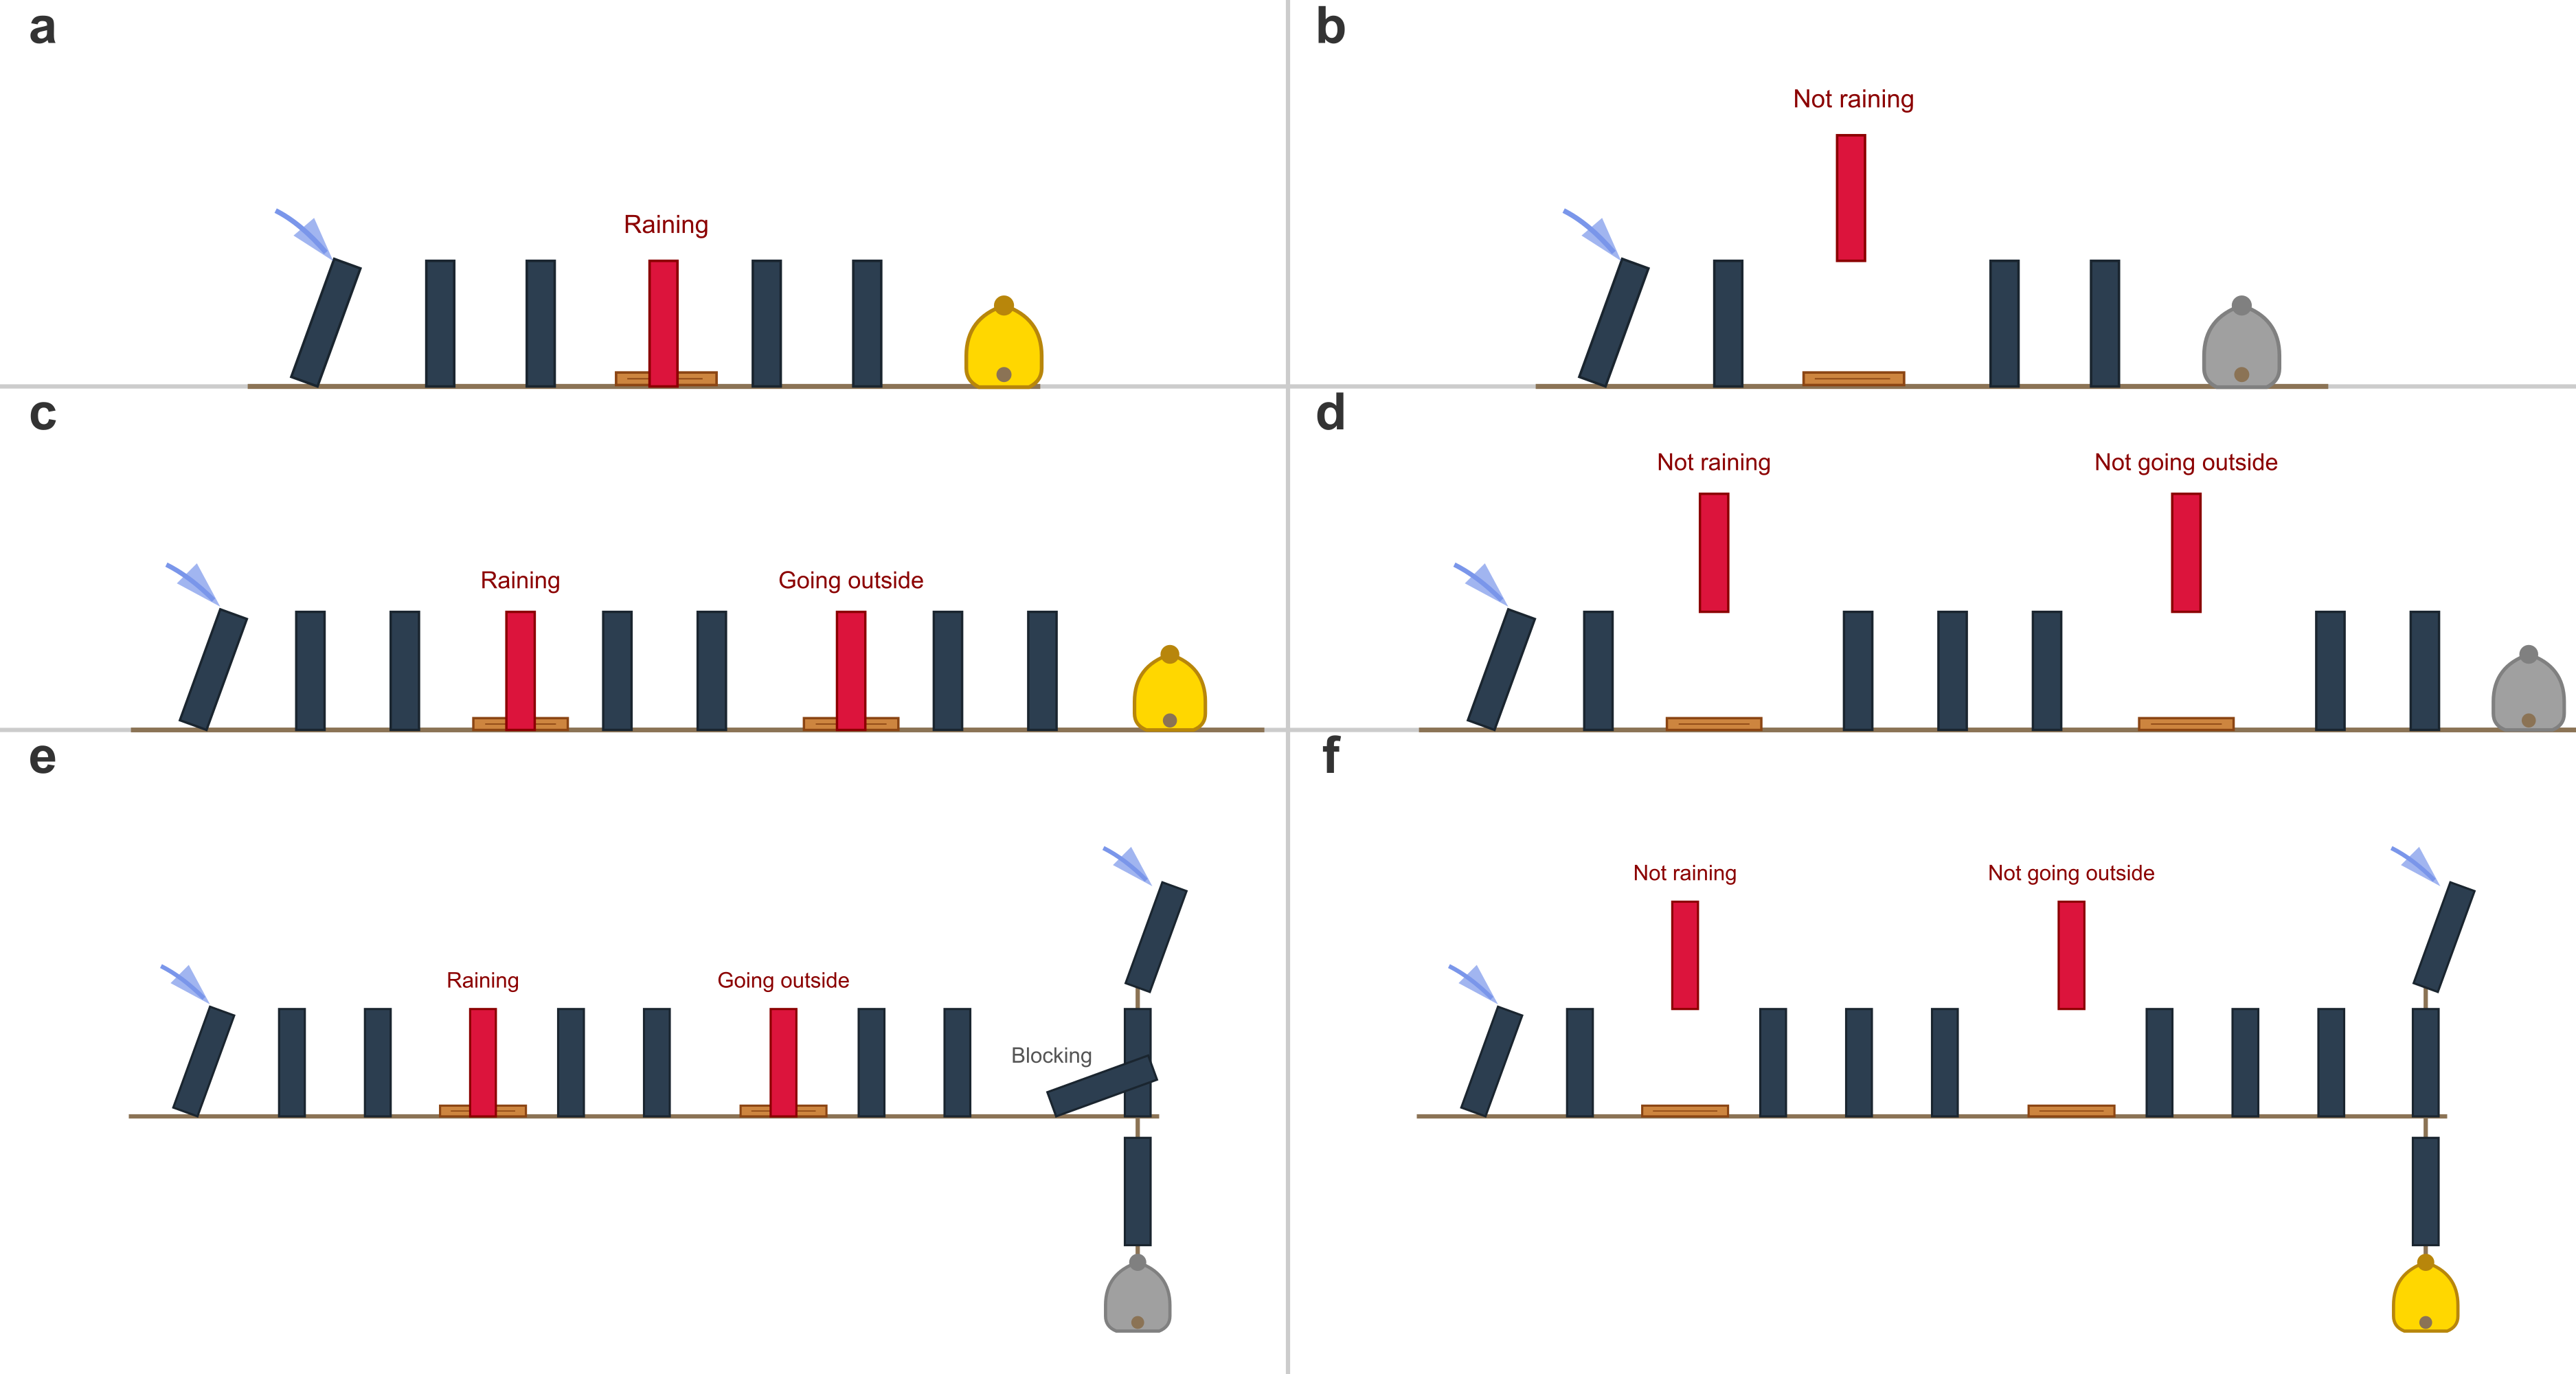 a
b
Not raining
Raining
c
d
Not raining
Not going outside
Raining
Going outside
e
f
Not raining
Not going outside
Raining
Going outside
Blocking